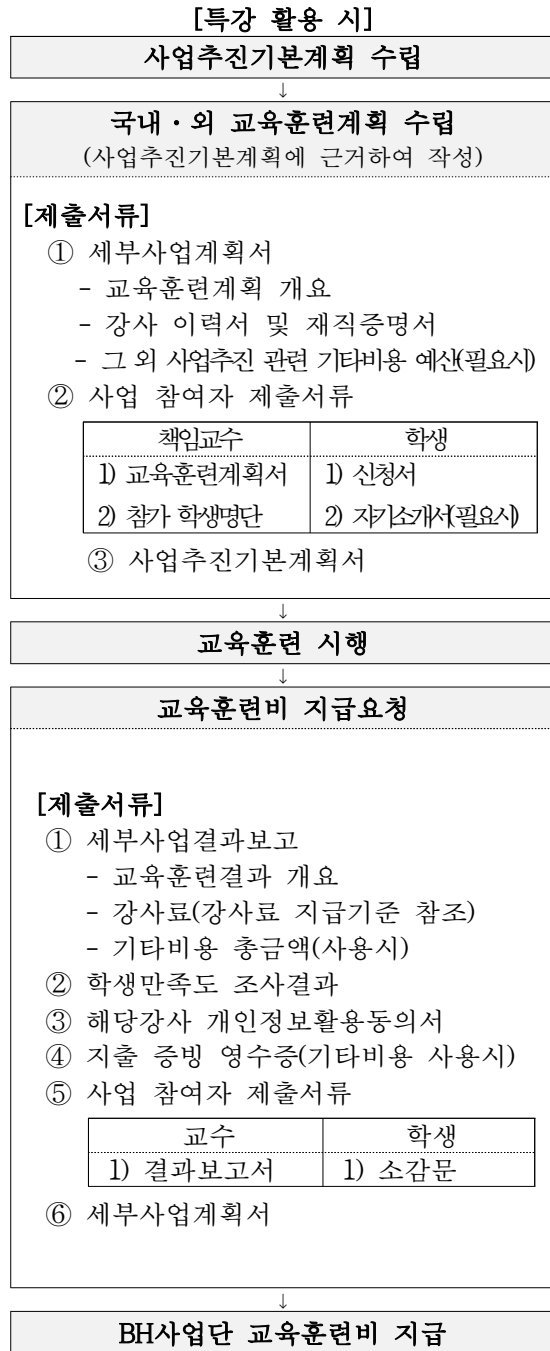 [특강 활용 시]
사업추진기본계획 수립
↓
국내・외 교육훈련계획 수립
(사업추진기본계획에 근거하여 작성)
[제출서류]
① 세부사업계획서
- 교육훈련계획 개요
- 강사 이력서 및 재직증명서
- 그 외 사업추진 관련 기타비용 예산(필요시)
② 사업 참여자 제출서류
책임교수 학생
1) 교육훈련계획서 1) 신청서
2) 참가 학생명단 2) 자기소개서(필요시)
③ 사업추진기본계획서
↓
교육훈련 시행
↓
교육훈련비 지급요청
[제출서류]
① 세부사업결과보고
- 교육훈련결과 개요
- 강사료(강사료 지급기준 참조)
- 기타비용 총금액(사용시)
② 학생만족도 조사결과
③ 해당강사 개인정보활용동의서
④ 지출 증빙 영수증(기타비용 사용시)
⑤ 사업 참여자 제출서류
교수 학생
1) 결과보고서 1) 소감문
⑥ 세부사업계획서
↓
BH사업단 교육훈련비 지급